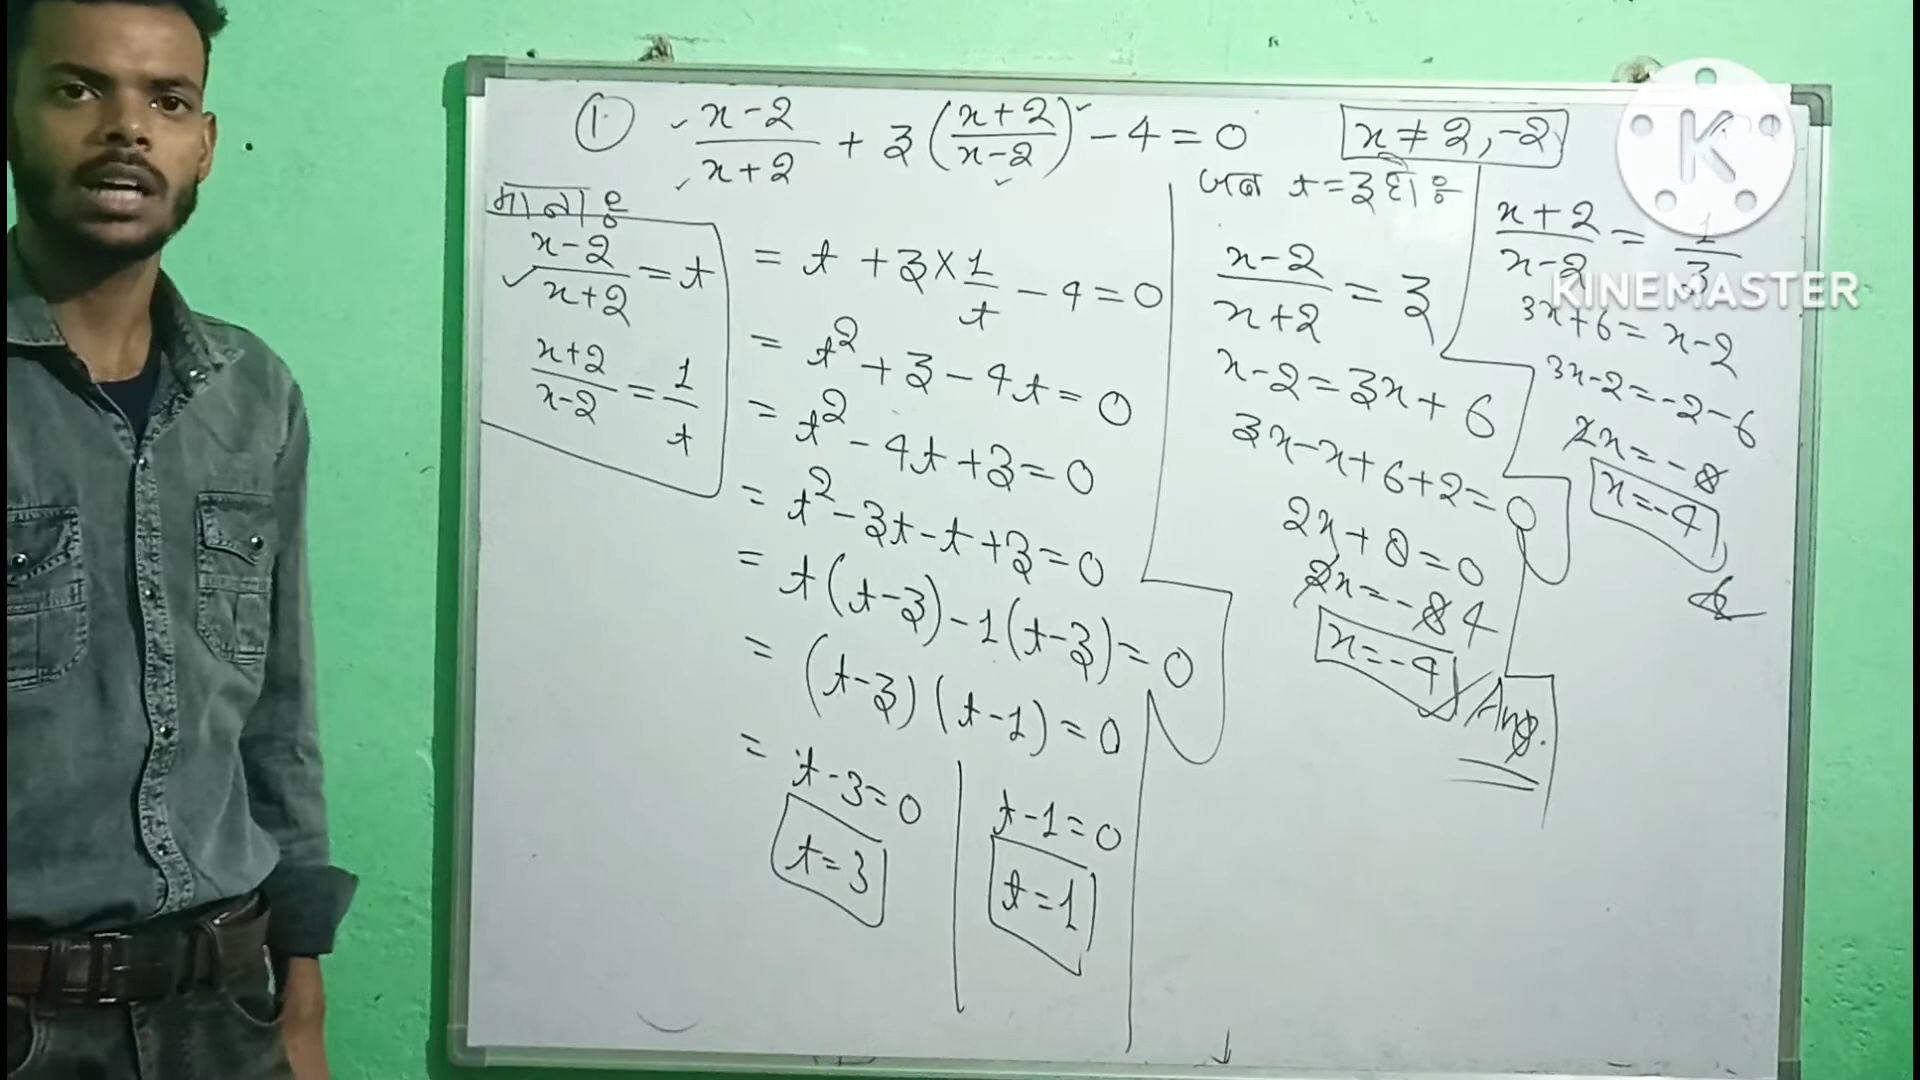 ① (x-2)/(x+2) + 3((x+2)/(x-2)) - 4 = 0
x ≠ 2, -2
माना ः
(x-2)/(x+2) = t
(x+2)/(x-2) = 1/t
= t + 3 × 1/t - 4 = 0
= t² + 3 - 4t = 0
= t² - 4t + 3 = 0
= t² - 3t - t + 3 = 0
= t(t-3) - 1(t-3) = 0
= (t-3)(t-1) = 0
= t-3 = 0
t = 3
t-1 = 0
t = 1
जब t = 3 हो ः
(x-2)/(x+2) = 3
x-2 = 3x + 6
3x - x + 6 + 2 = 0
2x + 8 = 0
2x = -8 4
x = -4
Ans.
(x+2)/(x-2) = 1/3
3x+6 = x-2
3x-2 = -2-6
2x = -8
x = -4
K
KINEMASTER